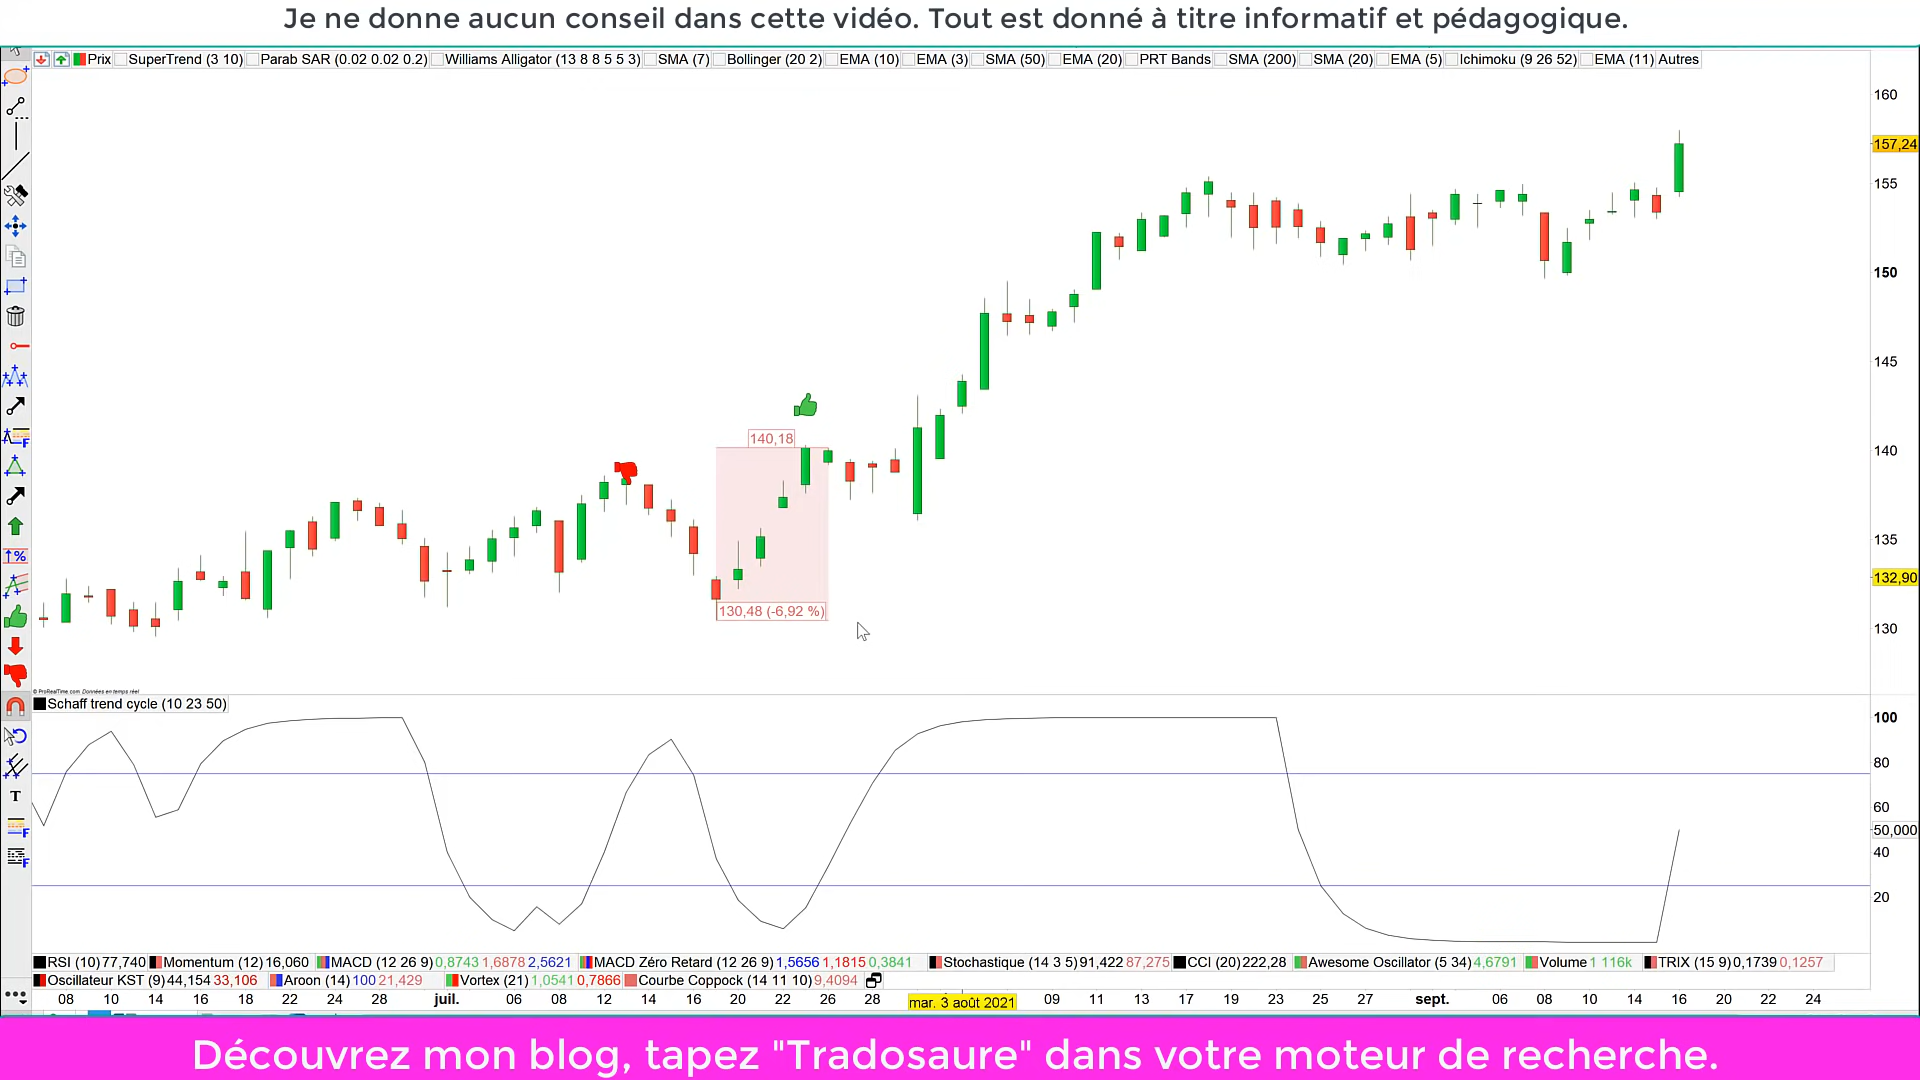 Je ne donne aucun conseil dans cette vidéo. Tout est donné à titre informatif et pédagogique.
Prix SuperTrend (3 10) Parab SAR (0.02 0.02 0.2) Williams Alligator (13 8 8 5 5 3) SMA (7) Bollinger (20 2) EMA (10) EMA (3) SMA (50) EMA (20) PRT Bands SMA (200) SMA (20) EMA (5) Ichimoku (9 26 52) EMA (11) Autres
160
157,24
155
150
145
140,18
140
135
132,90
130,48 (-6,92 %)
130
© ProRealTime.com Données en temps réel
Schaff trend cycle (10 23 50)
100
80
60
50,000
40
20
RSI (10) 77,740 Momentum (12) 16,060 MACD (12 26 9) 0,8743 1,6878 2,5621 MACD Zéro Retard (12 26 9) 1,5656 1,1815 0,3841 Stochastique (14 3 5) 91,422 87,275 CCI (20) 222,28 Awesome Oscillator (5 34) 4,6791 Volume 1 116k TRIX (15 9) 0,1739 0,1257
Oscillateur KST (9) 44,154 33,106 Aroon (14) 100 21,429 Vortex (21) 1,0541 0,7866 Courbe Coppock (14 11 10) 9,4094
08 10 14 16 18 22 24 28 juil. 06 08 12 14 16 20 22 26 28 mar. 3 août 2021 09 11 13 17 19 23 25 27 sept. 06 08 10 14 16 20 22 24
Découvrez mon blog, tapez "Tradosaure" dans votre moteur de recherche.